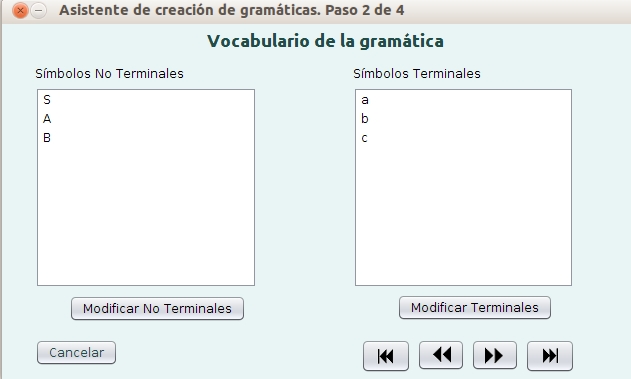 Asistente de creación de gramáticas. Paso 2 de 4
Vocabulario de la gramática
Símbolos No Terminales
S
A
B
Modificar No Terminales
Símbolos Terminales
a
b
c
Modificar Terminales
Cancelar